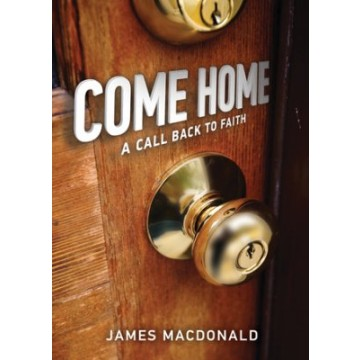 COME HOME
A CALL BACK TO FAITH
JAMES MACDONALD